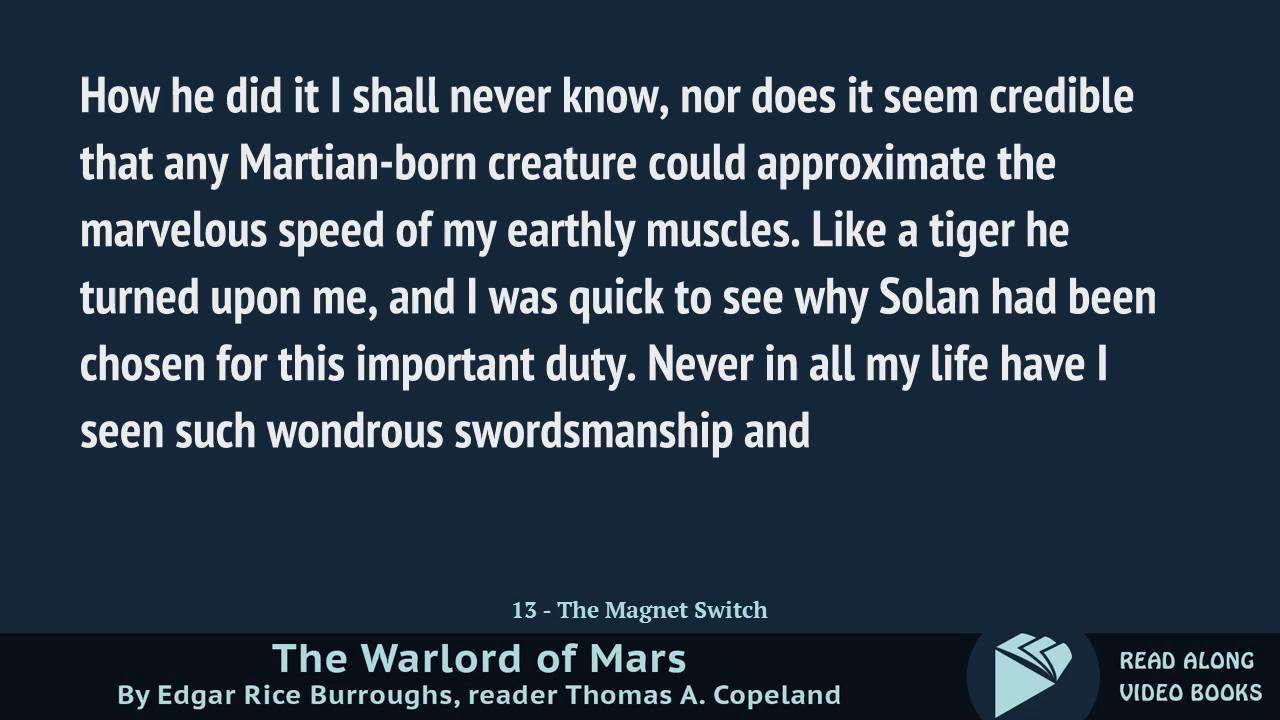 How he did it I shall never know, nor does it seem credible
that any Martian-born creature could approximate the
marvelous speed of my earthly muscles. Like a tiger he
turned upon me, and I was quick to see why Solan had been
chosen for this important duty. Never in all my life have I
seen such wondrous swordsmanship and
13 - The Magnet Switch
The Warlord of Mars
By Edgar Rice Burroughs, reader Thomas A. Copeland
READ ALONG
VIDEO BOOKS